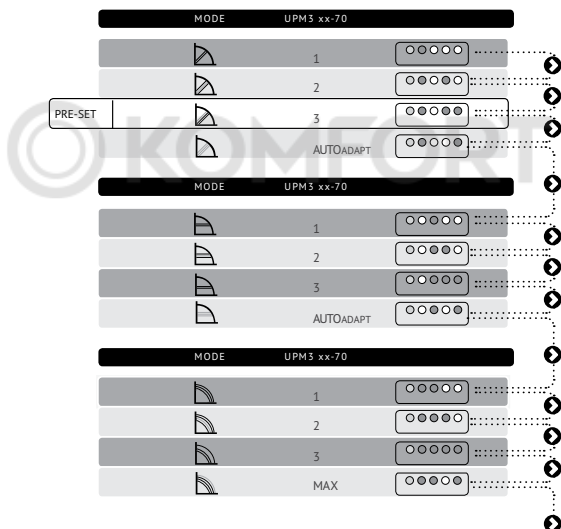 MODE UPM3 xx-70
1
2
PRE-SET 3
AUTOADAPT
KOMFORT
MODE UPM3 xx-70
1
2
3
AUTOADAPT
MODE UPM3 xx-70
1
2
3
MAX